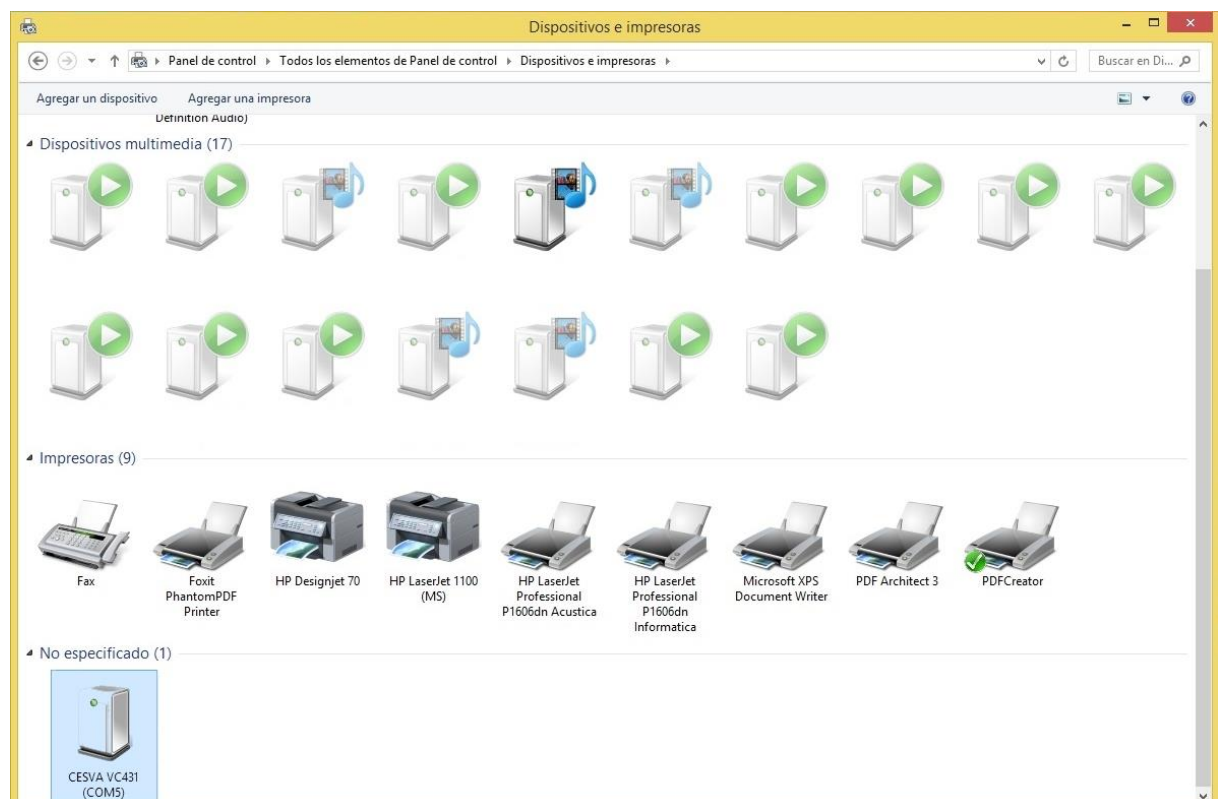 Dispositivos e impresoras
Panel de control ▸ Todos los elementos de Panel de control ▸ Dispositivos e impresoras ▸
Buscar en Di...
Agregar un dispositivo Agregar una impresora
Definition Audio)
Dispositivos multimedia (17)
Impresoras (9)
Fax
Foxit
PhantomPDF
Printer
HP Designjet 70
HP LaserJet 1100
(MS)
HP LaserJet
Professional
P1606dn Acustica
HP LaserJet
Professional
P1606dn
Informatica
Microsoft XPS
Document Writer
PDF Architect 3
PDFCreator
No especificado (1)
CESVA VC431
(COM5)